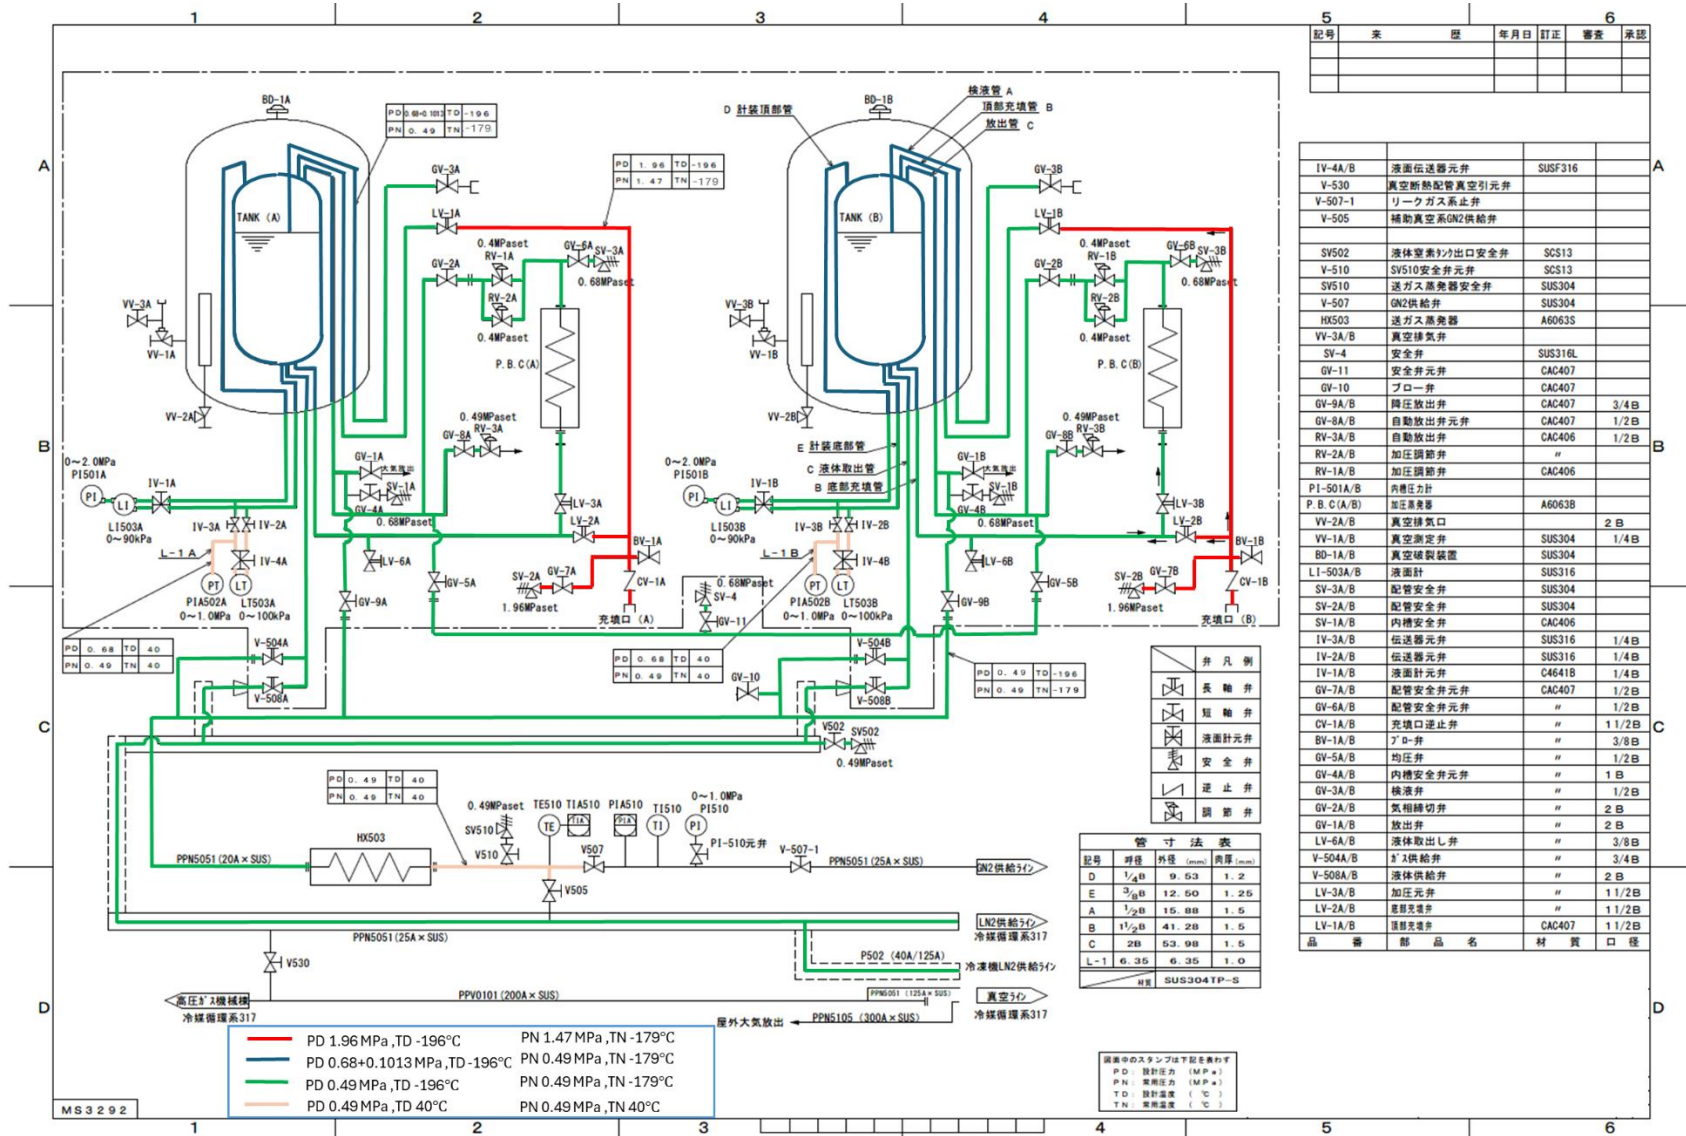 1 2 3 4 5 6
記号 来歴 年月日 訂正 審査 承認
BD-1A
PD 0.68+0.1013 TD -196
PN 0.49 TN -179
TANK (A)
GV-3A
LV-1A
PD 1.96 TD -196
PN 1.47 TN -179
0.4MPaset
RV-1A
GV-6A
SV-3A
GV-2A
0.68MPaset
RV-2A
0.4MPaset
P.B.C(A)
VV-3A
VV-1A
VV-2A
0.49MPaset
GV-8A RV-3A
GV-1A
大気放出
SV-1A
GV-4A
0.68MPaset
0~2.0MPa
PI501A
PI
LI
IV-1A
LI503A
0~90kPa
IV-3A IV-2A
L-1A
IV-4A
PT LT
PIA502A LT503A
0~1.0MPa 0~100kPa
LV-3A
LV-2A
BV-1A
LV-6A
GV-5A
SV-2A GV-7A
1.96MPaset
CV-1A
充填口 (A)
GV-9A
PD 0.68 TD 40
PN 0.49 TN 40
V-504A
V-508A
BD-1B
D 計装頂部管
検液管 A
頂部充填管 B
放出管 C
TANK (B)
GV-3B
LV-1B
0.4MPaset
RV-1B
GV-6B
SV-3B
GV-2B
0.68MPaset
RV-2B
0.4MPaset
P.B.C(B)
VV-3B
VV-1B
VV-2B
0.49MPaset
GV-8B RV-3B
E 計装底部管
C 液体取出管
B 底部充填管
GV-1B
大気放出
SV-1B
GV-4B
0.68MPaset
0~2.0MPa
PI501B
PI
LI
IV-1B
LI503B
0~90kPa
IV-3B IV-2B
L-1B
IV-4B
PT LT
PIA502B LT503B
0~1.0MPa 0~100kPa
LV-3B
LV-2B
BV-1B
LV-6B
GV-5B
SV-2B GV-7B
1.96MPaset
CV-1B
充填口 (B)
GV-9B
0.68MPaset
SV-4
GV-11
PD 0.68 TD 40
PN 0.49 TN 40
GV-10
V-504B
V-508B
PD 0.49 TD -196
PN 0.49 TN -179
V502
SV502
0.49MPaset
PD 0.49 TD 40
PN 0.49 TN 40
0.49MPaset
SV510
V510
TE510 TIA510 PIA510
TE TIA PIA
TI510
TI
0~1.0MPa
PI510
PI
PI-510元弁
HX503
V507
V-507-1
V505
PPN5051 (20A×SUS)
PPN5051 (25A×SUS)
GN2供給ライン
PPN5051 (25A×SUS)
LN2供給ライン
冷媒循環系317
P502 (40A/125A)
冷凍機LN2供給ライン
V530
高圧ガス機械棟
冷媒循環系317
PPV0101 (200A×SUS)
PPN5061 (125A×SUS)
真空ライン
冷媒循環系317
屋外大気放出
PPN5105 (300A×SUS)
PD 1.96 MPa ,TD -196℃ PN 1.47 MPa ,TN -179℃
PD 0.68+0.1013 MPa ,TD -196℃ PN 0.49 MPa ,TN -179℃
PD 0.49 MPa ,TD -196℃ PN 0.49 MPa ,TN -179℃
PD 0.49 MPa ,TD 40℃ PN 0.49 MPa ,TN 40℃
MS3292
弁凡例
長軸弁
短軸弁
液面計元弁
安全弁
逆止弁
調節弁
管寸法表
記号 呼径 外径 (mm) 肉厚 (mm)
D 1/4B 9.53 1.2
E 3/8B 12.50 1.25
A 1/2B 15.88 1.5
B 1 1/2B 41.28 1.5
C 2B 53.98 1.5
L-1 6.35 6.35 1.0
材質 SUS304TP-S
図面中のスタンプは下記を表わす
PD: 設計圧力 (MPa)
PN: 常用圧力 (MPa)
TD: 設計温度 (℃)
TN: 常用温度 (℃)
IV-4A/B 液面伝送器元弁 SUSF316
V-530 真空断熱配管真空引元弁
V-507-1 リークガス系止弁
V-505 補助真空系GN2供給弁
SV502 液体窒素タンク出口安全弁 SCS13
V-510 SV510安全弁元弁 SCS13
SV510 送ガス蒸発器安全弁 SUS304
V-507 GN2供給弁 SUS304
HX503 送ガス蒸発器 A6063S
VV-3A/B 真空排気弁
SV-4 安全弁 SUS316L
GV-11 安全弁元弁 CAC407
GV-10 ブロー弁 CAC407
GV-9A/B 降圧放出弁 CAC407 3/4B
GV-8A/B 自動放出弁元弁 CAC407 1/2B
RV-3A/B 自動放出弁 CAC406 1/2B
RV-2A/B 加圧調節弁 〃
RV-1A/B 加圧調節弁 CAC406
PI-501A/B 内槽圧力計
P.B.C(A/B) 加圧蒸発器 A6063B
VV-2A/B 真空排気口 2B
VV-1A/B 真空測定弁 SUS304 1/4B
BD-1A/B 真空破裂装置 SUS304
LI-503A/B 液面計 SUS316
SV-3A/B 配管安全弁 SUS304
SV-2A/B 配管安全弁 SUS304
SV-1A/B 内槽安全弁 CAC406
IV-3A/B 伝送器元弁 SUS316 1/4B
IV-2A/B 伝送器元弁 SUS316 1/4B
IV-1A/B 液面計元弁 C4641B 1/4B
GV-7A/B 配管安全弁元弁 CAC407 1/2B
GV-6A/B 配管安全弁元弁 〃 1/2B
CV-1A/B 充填口逆止弁 〃 1 1/2B
BV-1A/B ブロー弁 〃 3/8B
GV-5A/B 均圧弁 〃 1/2B
GV-4A/B 内槽安全弁元弁 〃 1B
GV-3A/B 検液弁 〃 1/2B
GV-2A/B 気相締切弁 〃 2B
GV-1A/B 放出弁 〃 2B
LV-6A/B 液体取出し弁 〃 3/8B
V-504A/B ガス供給弁 〃 3/4B
V-508A/B 液体供給弁 〃 2B
LV-3A/B 加圧元弁 〃 1 1/2B
LV-2A/B 底部充填弁 〃 1 1/2B
LV-1A/B 頂部充填弁 CAC407 1 1/2B
品番 部品名 材質 口径
A A
B B
C C
D D
1 2 3 4 5 6